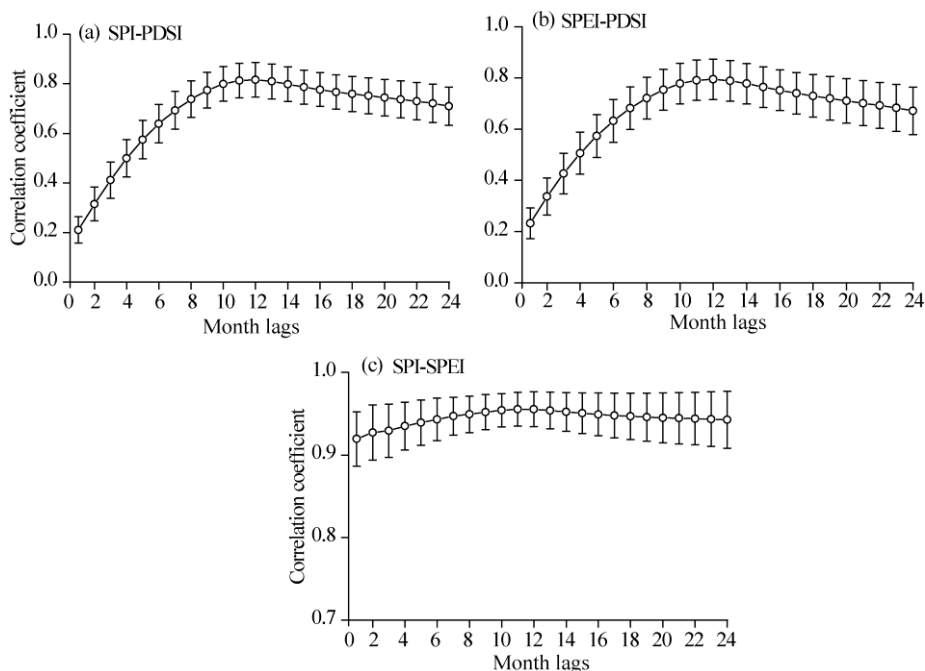 (a) SPI-PDSI
1.0
0.8
0.6
0.4
0.2
0.0
Correlation coefficient
0 2 4 6 8 10 12 14 16 18 20 22 24
Month lags
(b) SPEI-PDSI
1.0
0.8
0.6
0.4
0.2
0.0
0 2 4 6 8 10 12 14 16 18 20 22 24
Month lags
(c) SPI-SPEI
1.0
0.9
0.8
0.7
Correlation coefficient
0 2 4 6 8 10 12 14 16 18 20 22 24
Month lags